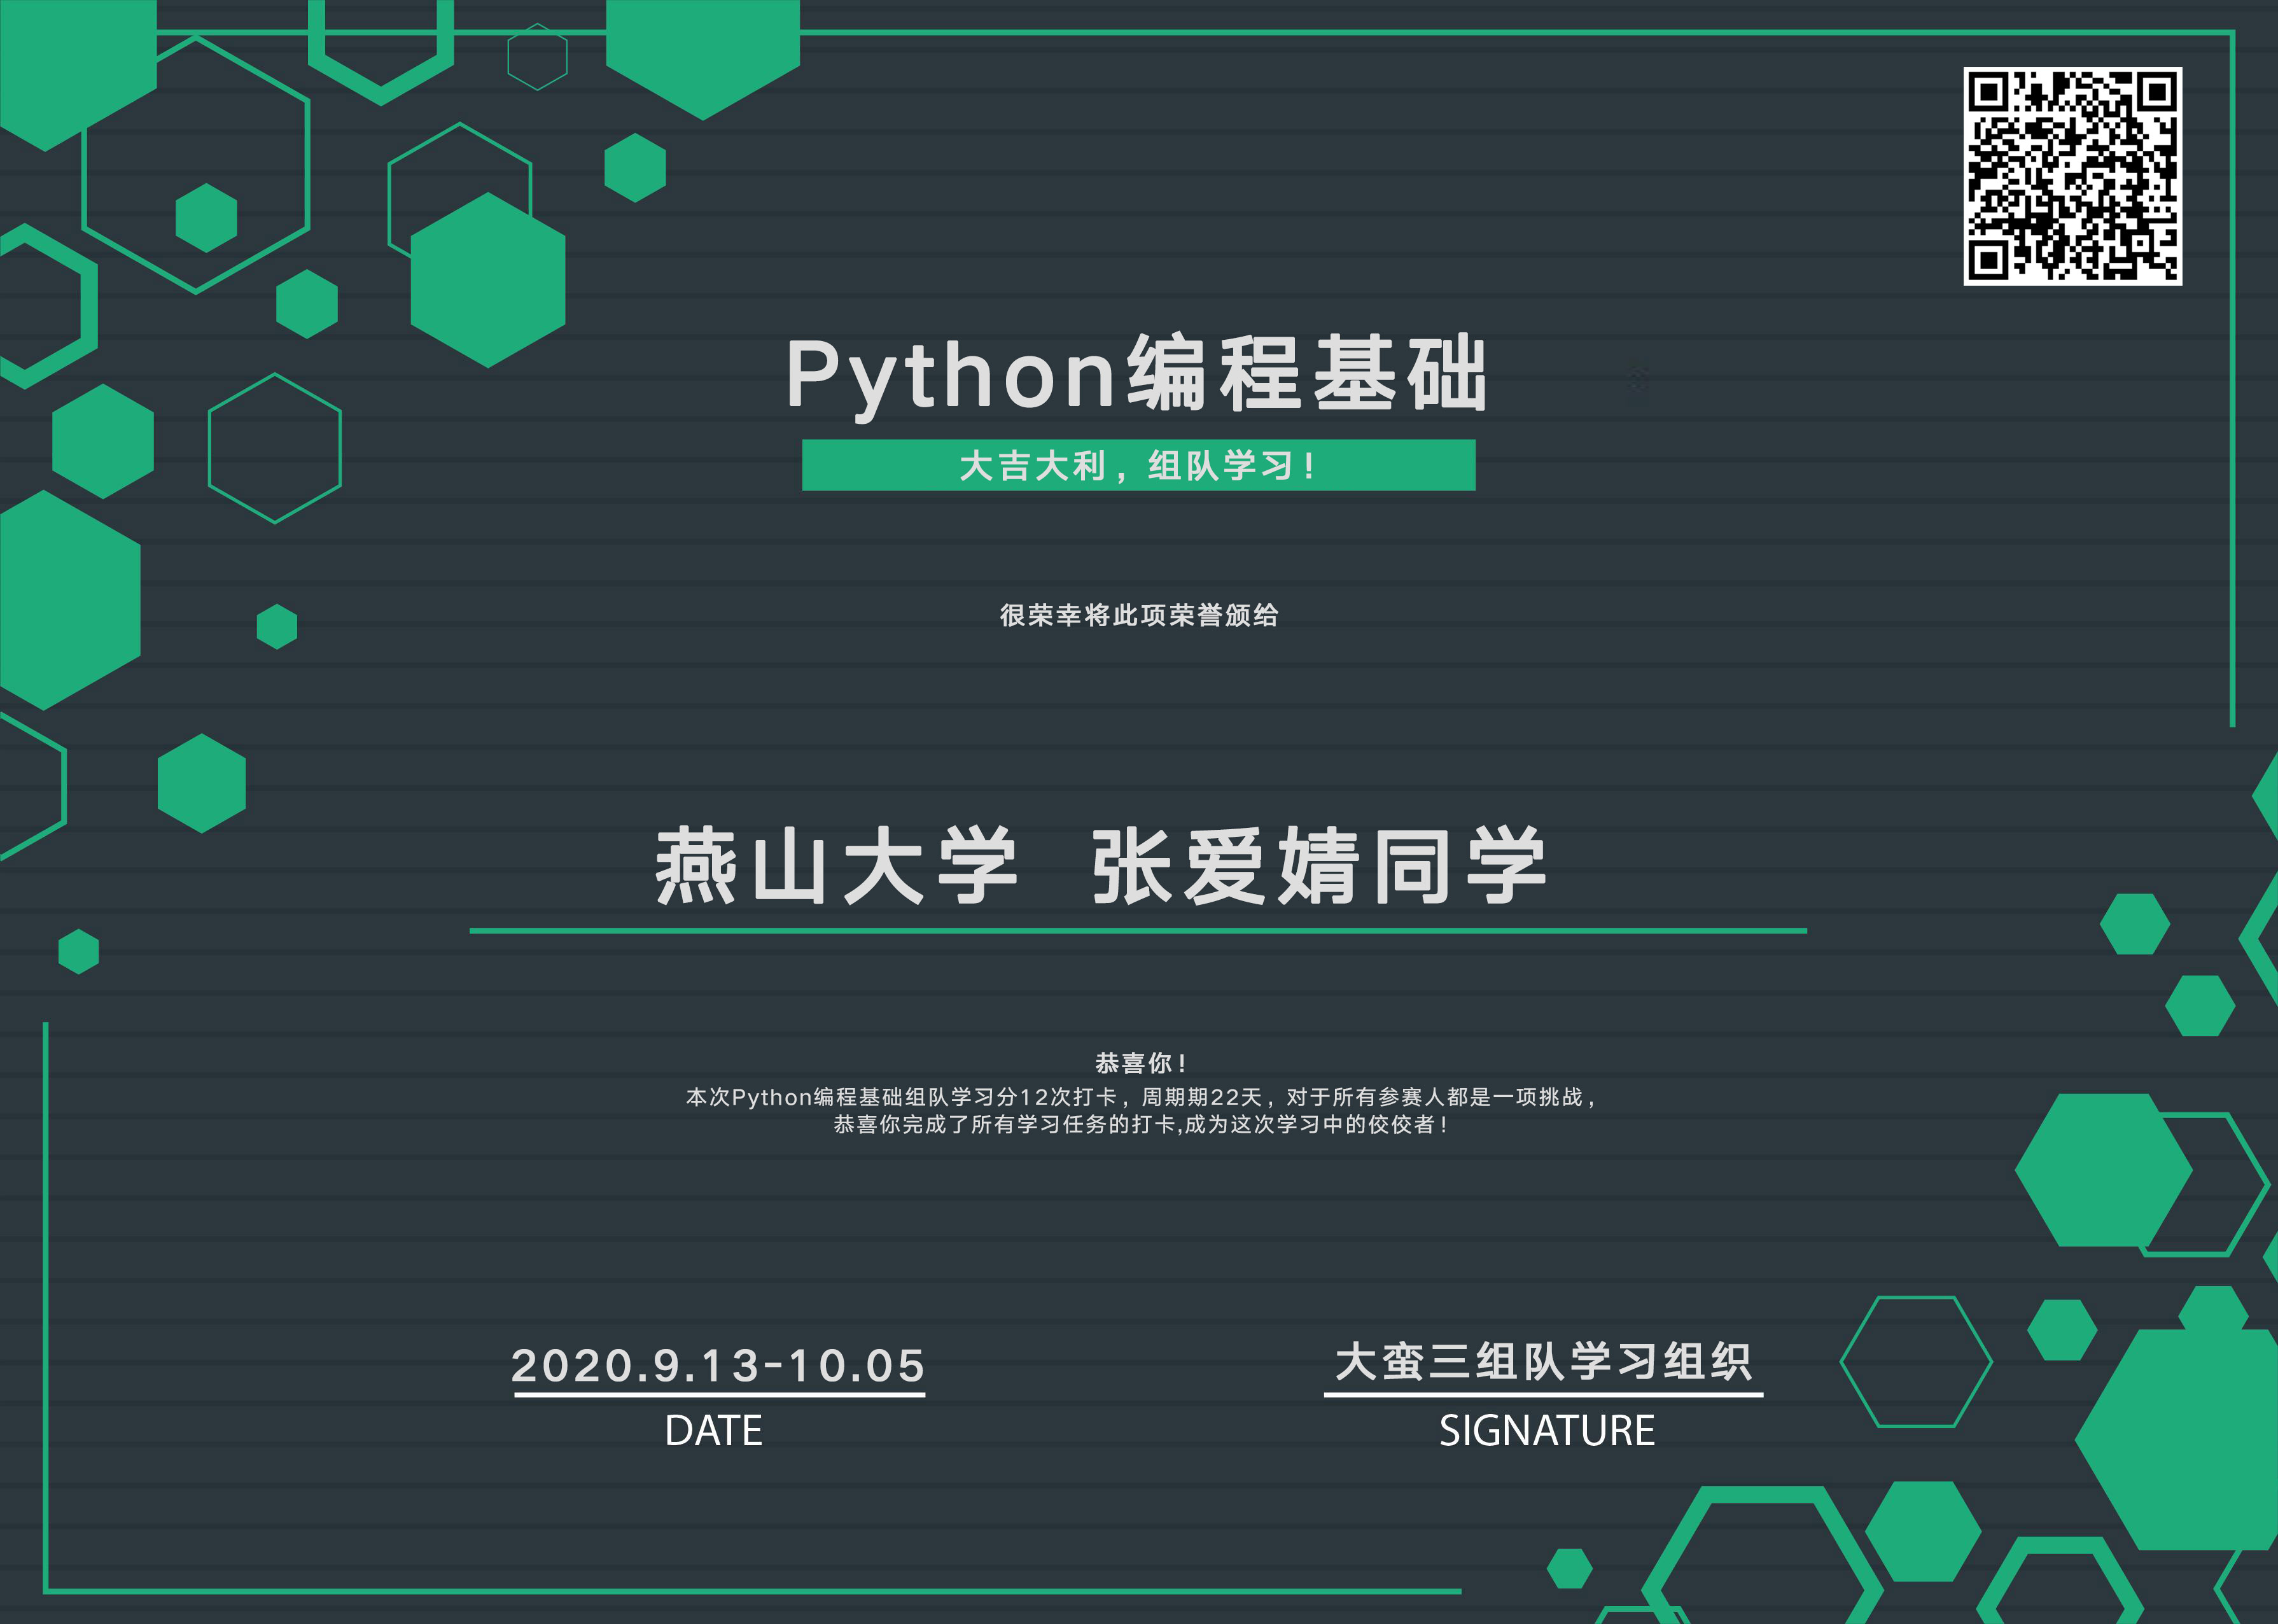 Python编程基础
大吉大利，组队学习！
很荣幸将此项荣誉颁给
燕山大学 张爱婧同学
恭喜你！
本次Python编程基础组队学习分12次打卡，周期期22天，对于所有参赛人都是一项挑战，
恭喜你完成了所有学习任务的打卡,成为这次学习中的佼佼者！
2020.9.13-10.05
DATE
大蛮三组队学习组织
SIGNATURE